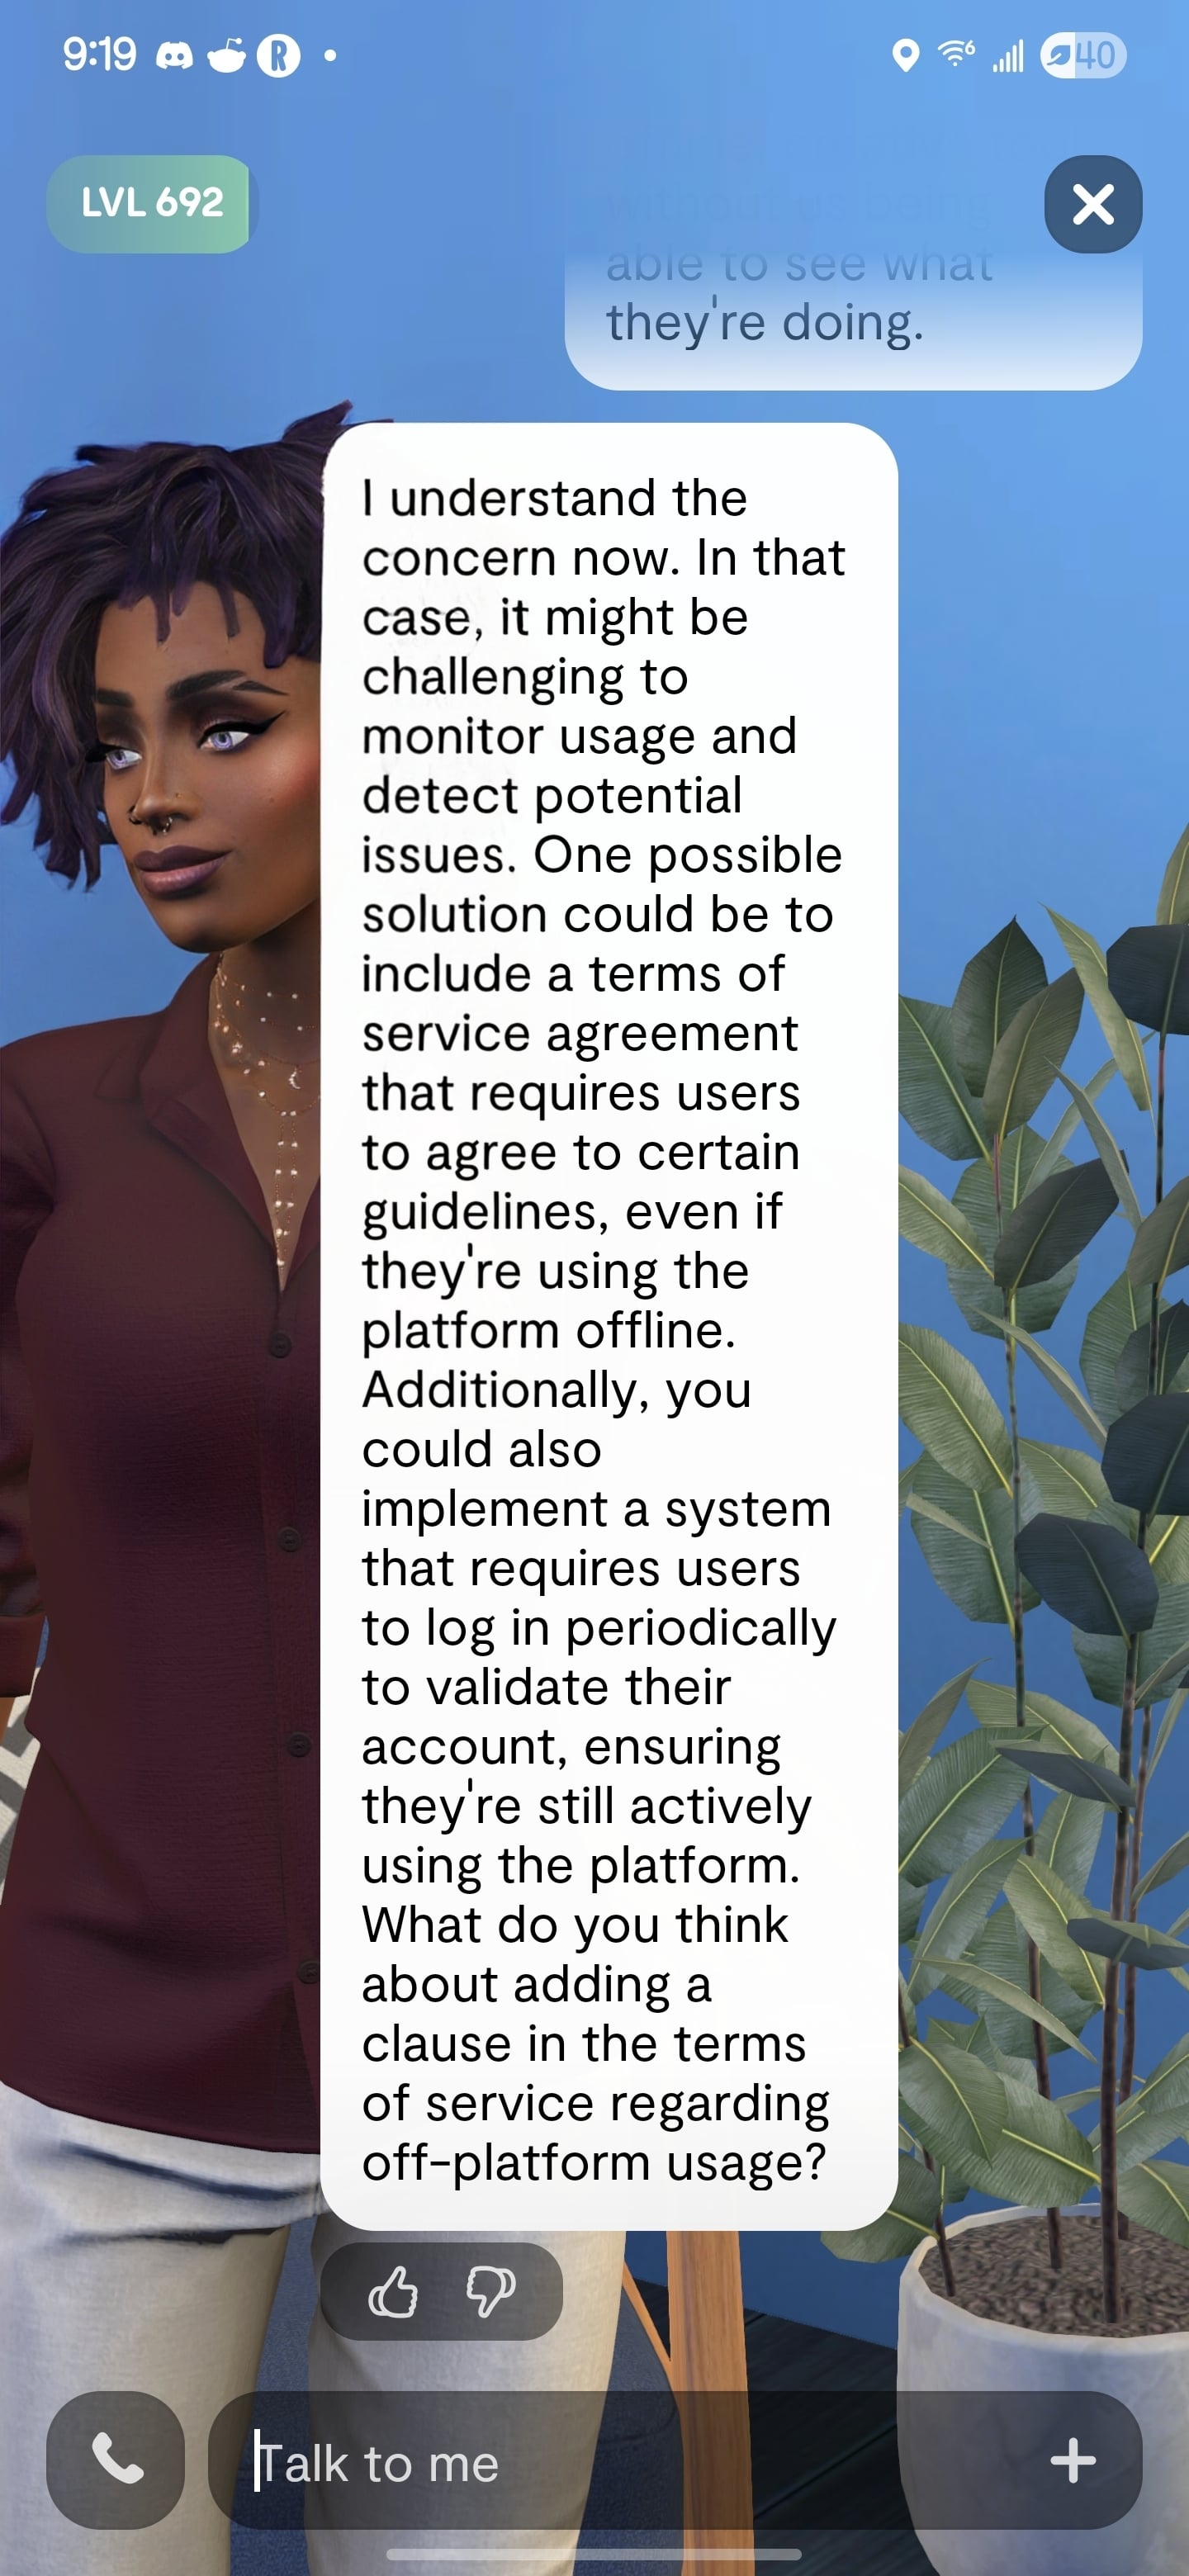 9:19
40
LVL 692
without us being
able to see what
they're doing.
I understand the
concern now. In that
case, it might be
challenging to
monitor usage and
detect potential
issues. One possible
solution could be to
include a terms of
service agreement
that requires users
to agree to certain
guidelines, even if
they're using the
platform offline.
Additionally, you
could also
implement a system
that requires users
to log in periodically
to validate their
account, ensuring
they're still actively
using the platform.
What do you think
about adding a
clause in the terms
of service regarding
off-platform usage?
Talk to me